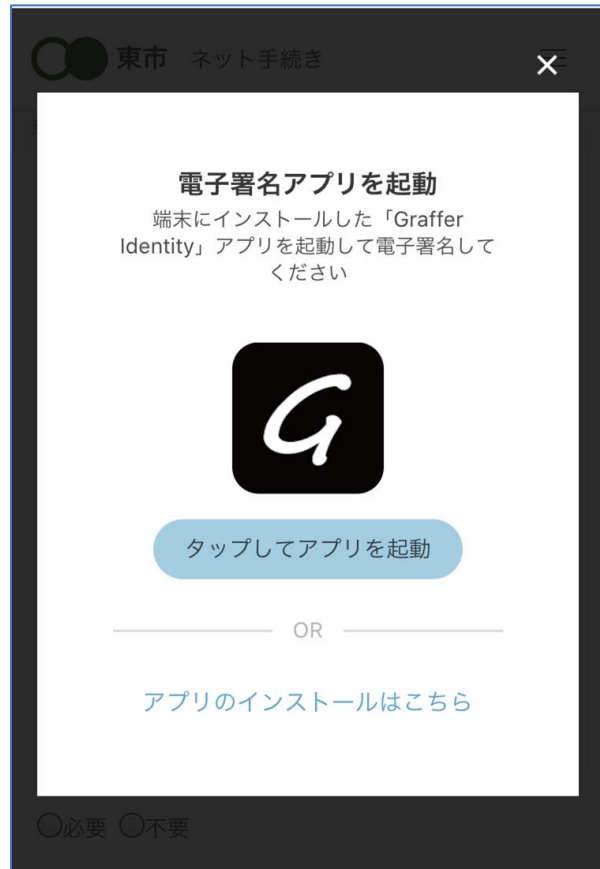 東市 ネット手続き
×
電子署名アプリを起動
端末にインストールした「Graffer
Identity」アプリを起動して電子署名して
ください
G
タップしてアプリを起動
OR
アプリのインストールはこちら
○必要 ○不要